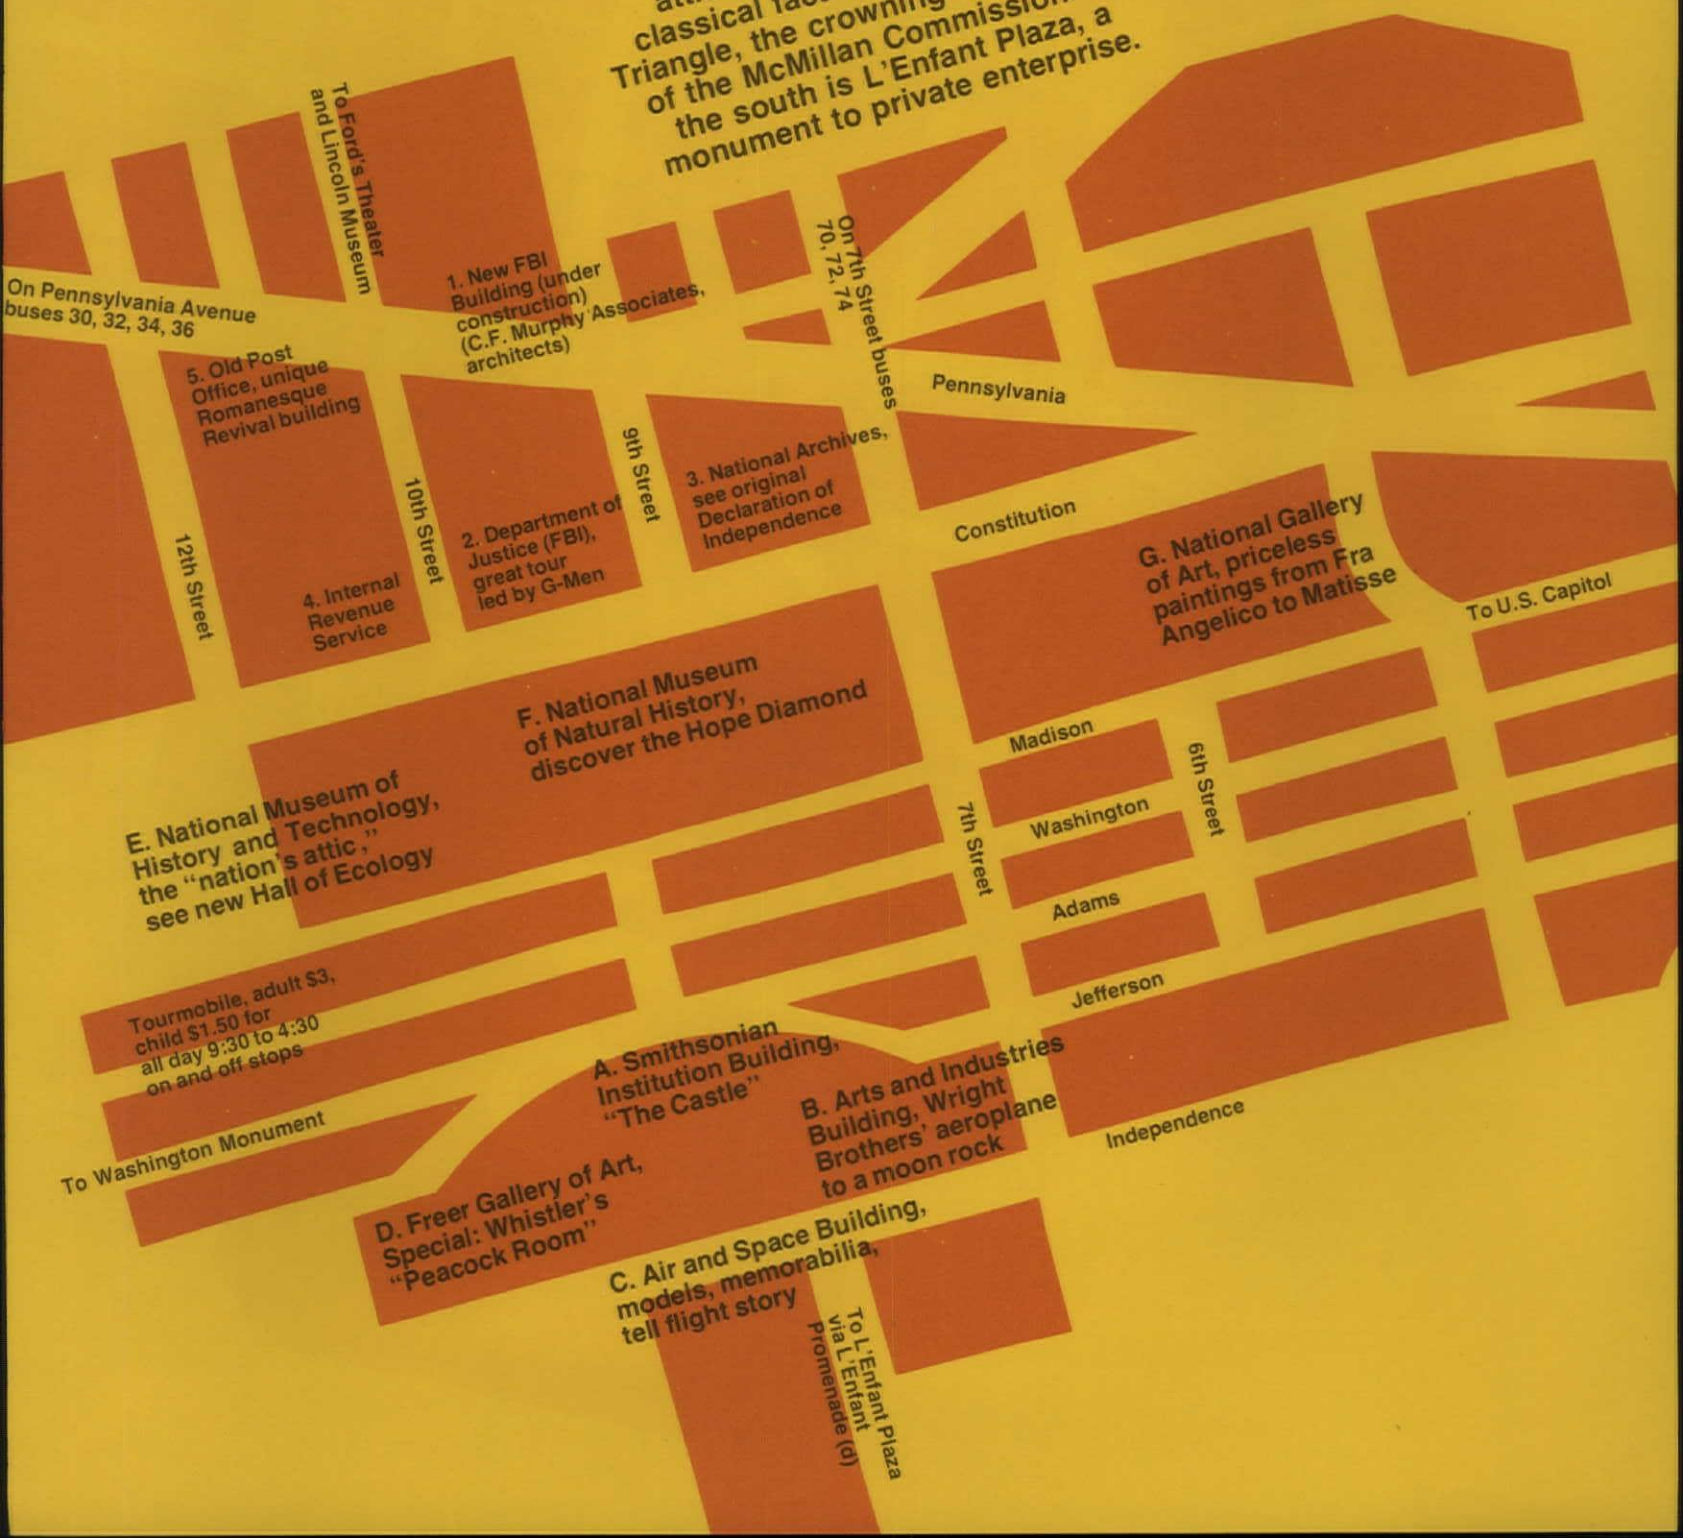 classical
Triangle, the crowning
of the McMillan Commission
the south is L'Enfant Plaza, a
monument to private enterprise.
To Ford's Theater
and Lincoln Museum
On Pennsylvania Avenue
buses 30, 32, 34, 36
1. New FBI
Building (under
construction)
(C.F. Murphy Associates,
architects)
On 7th Street buses
70, 72, 74
5. Old Post
Office, unique
Romanesque
Revival building
Pennsylvania
9th Street
3. National Archives,
see original
Declaration of
Independence
10th Street
2. Department of
Justice (FBI),
great tour
led by G-Men
Constitution
G. National Gallery
of Art, priceless
paintings from Fra
Angelico to Matisse
12th Street
4. Internal
Revenue
Service
To U.S. Capitol
F. National Museum
of Natural History,
discover the Hope Diamond
Madison
6th Street
E. National Museum of
History and Technology,
the "nation's attic,"
see new Hall of Ecology
7th Street
Washington
Adams
Tourmobile, adult $3,
child $1.50 for
all day 9:30 to 4:30
on and off stops
Jefferson
A. Smithsonian
Institution Building,
"The Castle"
B. Arts and Industries
Building, Wright
Brothers' aeroplane
to a moon rock
To Washington Monument
Independence
D. Freer Gallery of Art,
Special: Whistler's
"Peacock Room"
C. Air and Space Building,
models, memorabilia,
tell flight story
To L'Enfant Plaza
via L'Enfant
Promenade (d)